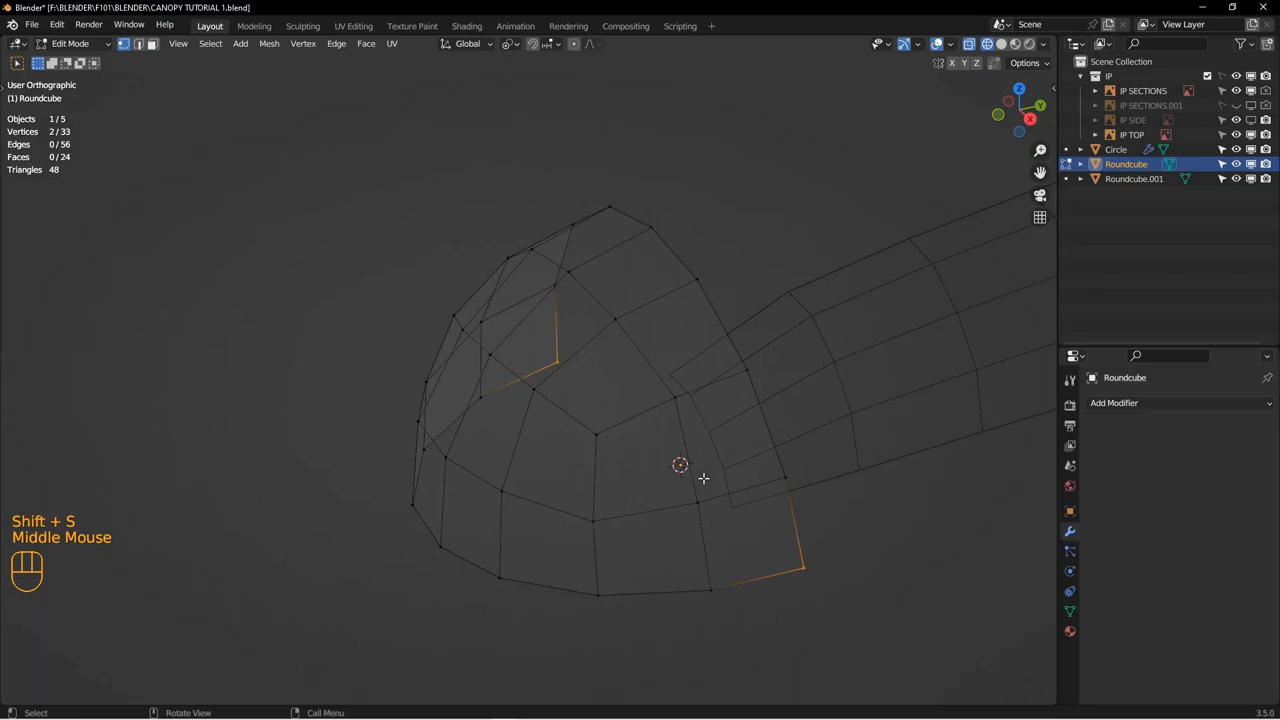 Blender* [F:\F101\BLENDER\CANOPY TUTORIAL 1.blend]
File Edit Render Window Help Layout Modeling Sculpting UV Editing Texture Paint Shading Animation Rendering Compositing Scripting Scene View Layer
Edit Mode View Select Add Mesh Vertex Edge Face UV Global
X Y Z Options
User Orthographic
(1) Roundcube
Objects 1/5
Vertices 2/33
Edges 0/56
Faces 0/24
Triangles 48
Z
Y
X
Scene Collection
IP
IP SECTIONS
IP SECTIONS.001
IP SIDE
IP TOP
Circle
Roundcube
Roundcube.001
Roundcube
Add Modifier
Shift + S
Middle Mouse
Select Rotate View Call Menu 3.5.0